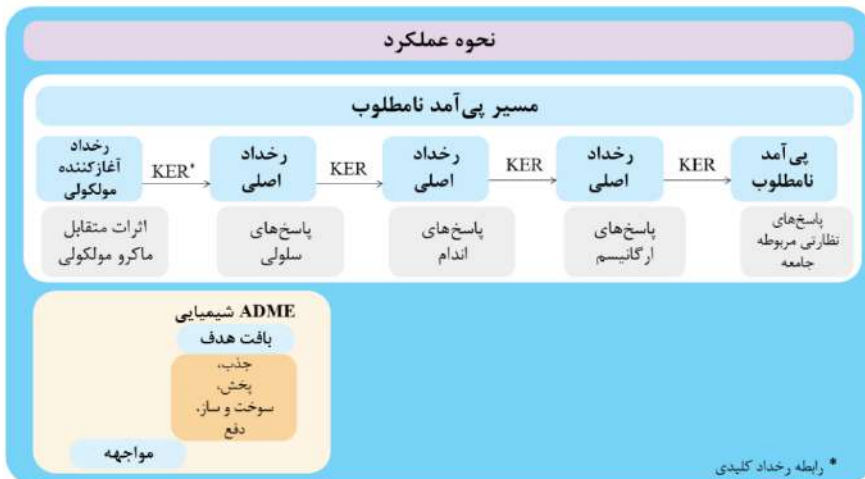 نحوه عملکرد
مسیر پی‌آمد نامطلوب
رخداد
آغازکننده
مولکولی
KER*
رخداد
اصلی
KER
رخداد
اصلی
KER
رخداد
اصلی
KER
پی‌آمد
نامطلوب
اثرات متقابل
ماکرو مولکولی
پاسخ‌های
سلولی
پاسخ‌های
اندام
پاسخ‌های
ارگانیسم
پاسخ‌های
نظارتی مربوطه
جامعه
ADME شیمیایی
بافت هدف
جذب،
پخش،
سوخت و ساز،
دفع
مواجهه
* رابطه رخداد کلیدی